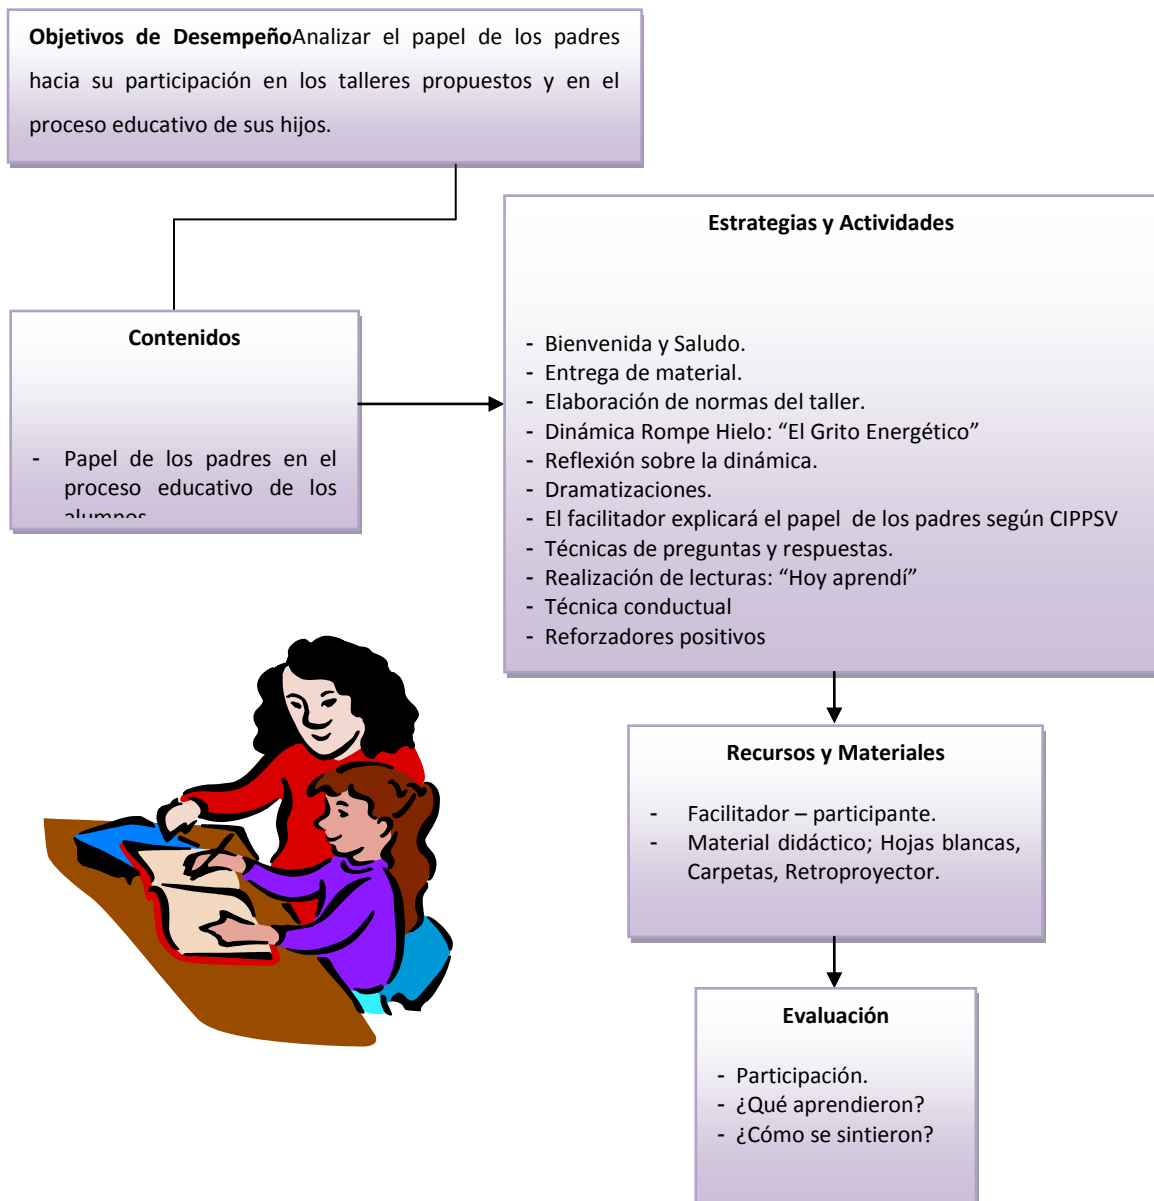 Objetivos de DesempeñoAnalizar el papel de los padres
hacia su participación en los talleres propuestos y en el
proceso educativo de sus hijos.
Contenidos
- Papel de los padres en el
proceso educativo de los
alumnos
Estrategias y Actividades
- Bienvenida y Saludo.
- Entrega de material.
- Elaboración de normas del taller.
- Dinámica Rompe Hielo: “El Grito Energético”
- Reflexión sobre la dinámica.
- Dramatizaciones.
- El facilitador explicará el papel de los padres según CIPPSV
- Técnicas de preguntas y respuestas.
- Realización de lecturas: “Hoy aprendí”
- Técnica conductual
- Reforzadores positivos
Recursos y Materiales
- Facilitador – participante.
- Material didáctico; Hojas blancas,
Carpetas, Retroproyector.
Evaluación
- Participación.
- ¿Qué aprendieron?
- ¿Cómo se sintieron?